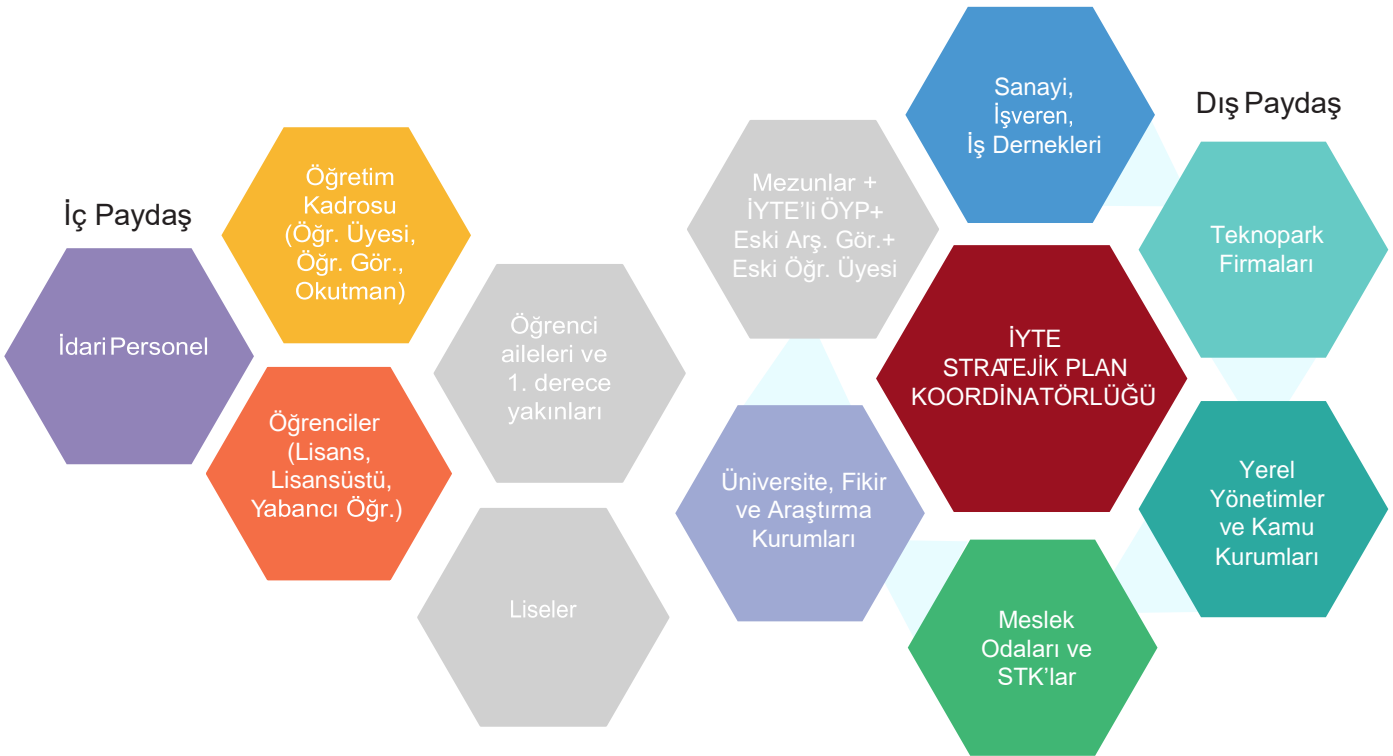 İç Paydaş
İdari Personel
Öğretim
Kadrosu
(Öğr. Üyesi,
Öğr. Gör.,
Okutman)
Öğrenciler
(Lisans,
Lisansüstü,
Yabancı Öğr.)
Öğrenci
aileleri ve
1. derece
yakınları
Liseler
Dış Paydaş
Mezunlar +
İYTE'li ÖYP+
Eski Arş. Gör.+
Eski Öğr. Üyesi
Sanayi,
İşveren,
İş Dernekleri
Teknopark
Firmaları
İYTE
STRATEJİK PLAN
KOORDİNATÖRLÜĞÜ
Üniversite, Fikir
ve Araştırma
Kurumları
Yerel
Yönetimler
ve Kamu
Kurumları
Meslek
Odaları ve
STK'lar